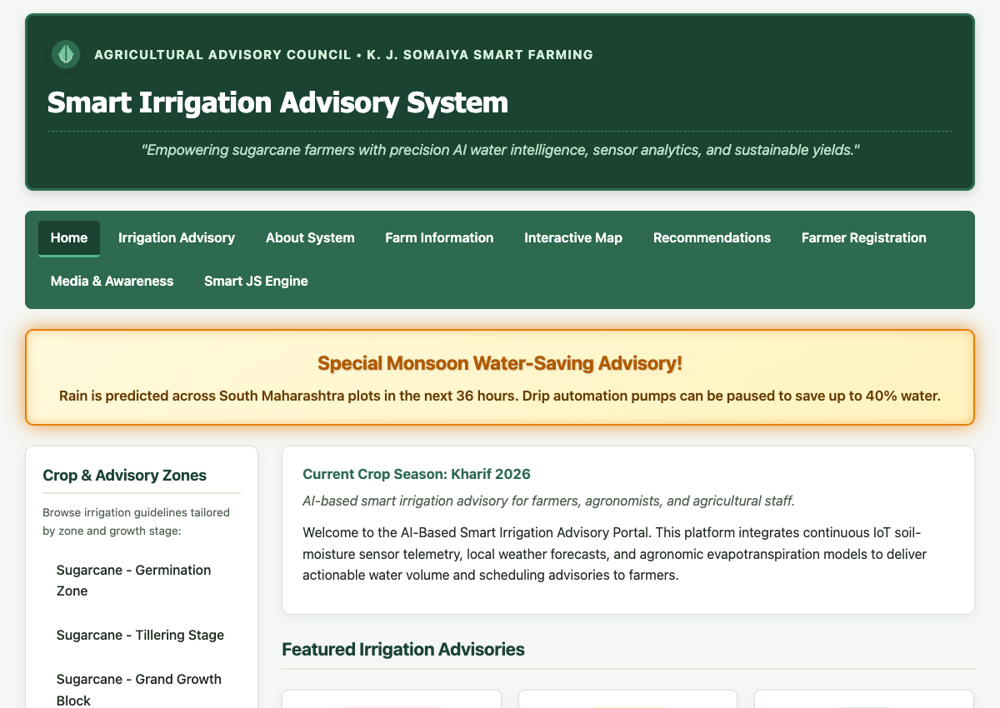 AGRICULTURAL ADVISORY COUNCIL • K. J. SOMAIYA SMART FARMING
Smart Irrigation Advisory System
"Empowering sugarcane farmers with precision AI water intelligence, sensor analytics, and sustainable yields."
Home
Irrigation Advisory
About System
Farm Information
Interactive Map
Recommendations
Farmer Registration
Media & Awareness
Smart JS Engine
Special Monsoon Water-Saving Advisory!
Rain is predicted across South Maharashtra plots in the next 36 hours. Drip automation pumps can be paused to save up to 40% water.
Crop & Advisory Zones
Browse irrigation guidelines tailored
by zone and growth stage:
Sugarcane - Germination
Zone
Sugarcane - Tillering Stage
Sugarcane - Grand Growth
Block
Current Crop Season: Kharif 2026
AI-based smart irrigation advisory for farmers, agronomists, and agricultural staff.
Welcome to the AI-Based Smart Irrigation Advisory Portal. This platform integrates continuous IoT soil-
moisture sensor telemetry, local weather forecasts, and agronomic evapotranspiration models to deliver
actionable water volume and scheduling advisories to farmers.
Featured Irrigation Advisories